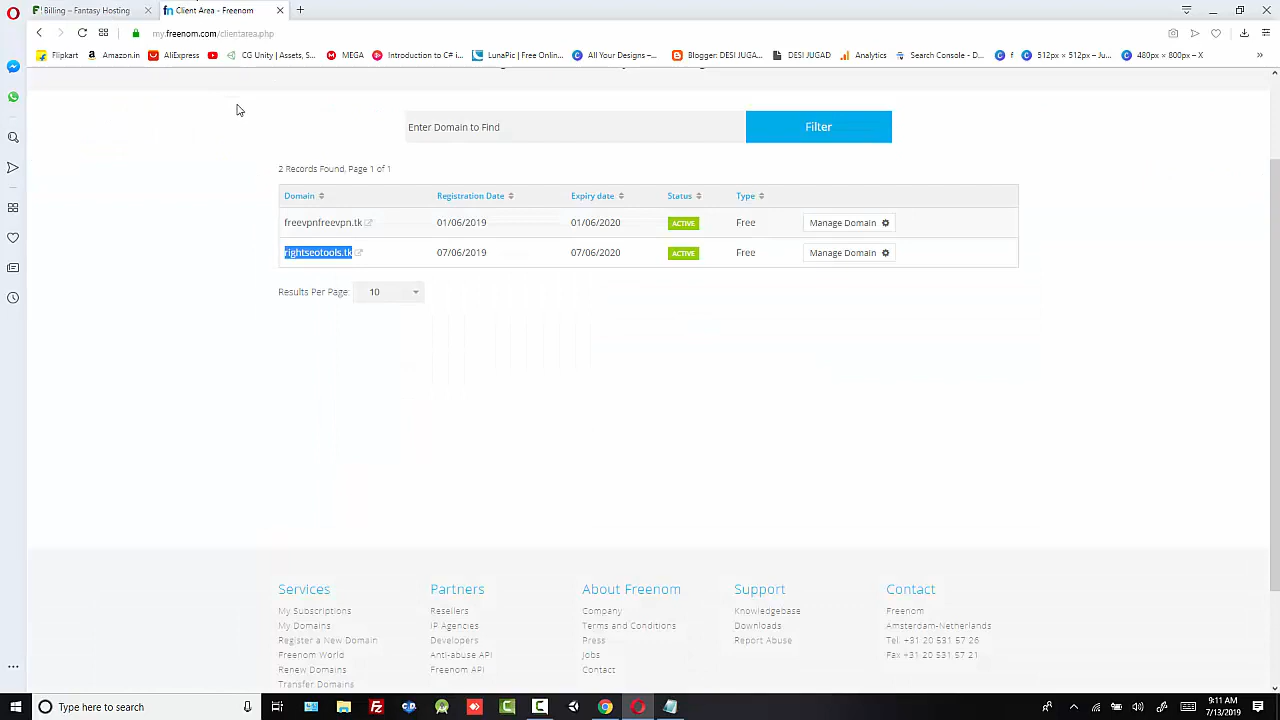 Billing – Fantasy Hosting
Client Area - Freenom
my.freenom.com/clientarea.php
Flipkart
Amazon.in
AliExpress
CG Unity | Assets, S...
MEGA
Introduction to C# i...
LunaPic | Free Onlin...
All Your Designs –...
Blogger: DESI JUGAD
DESI JUGAD
Analytics
Search Console - D...
f
512px × 512px – Ju...
480px × 800px – X
Enter Domain to Find
Filter
2 Records Found, Page 1 of 1
Domain Registration Date Expiry date Status Type
freevpnfreevpn.tk 01/06/2019 01/06/2020 ACTIVE Free Manage Domain
rightseotools.tk 07/06/2019 07/06/2020 ACTIVE Free Manage Domain
Results Per Page: 10
Services
My Subscriptions
My Domains
Register a New Domain
Freenom World
Renew Domains
Transfer Domains
Partners
Resellers
IP Agencies
Developers
Anti-abuse API
Freenom API
About Freenom
Company
Terms and Conditions
Press
Jobs
Contact
Support
Knowledgebase
Downloads
Report Abuse
Contact
Freenom
Amsterdam-Netherlands
Tel: +31 20 531 57 26
Fax +31 20 531 57 21
Type here to search
9:11 AM
7/13/2019